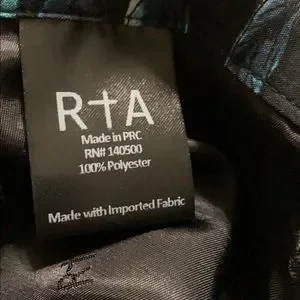 R†A
Made in PRC
RN# 140500
100% Polyester
Made with Imported Fabric